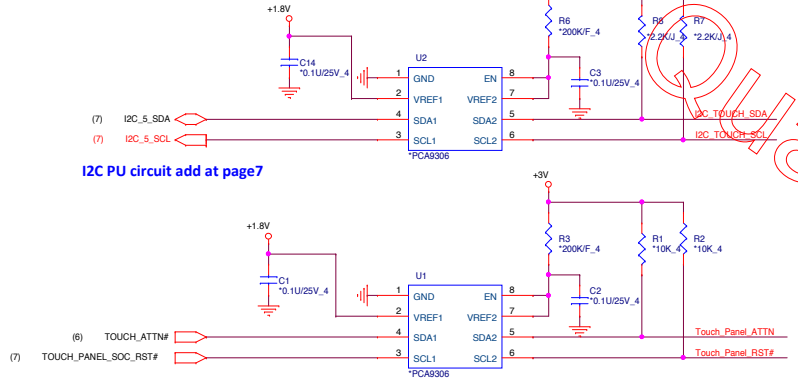 +1.8V
R6
*200K/F_4
R8
*2.2K/J_4
R7
*2.2K/J_4
U2
C14
*0.1U/25V_4
1 GND EN 8
C3
*0.1U/25V_4
2 VREF1 VREF2 7
(7) I2C_5_SDA 4 SDA1 SDA2 5 I2C_TOUCH_SDA
(7) I2C_5_SCL 3 SCL1 SCL2 6 I2C_TOUCH_SCL
*PCA9306
I2C PU circuit add at page7
+3V
+1.8V
R3
*200K/F_4
R1
*10K_4
R2
*10K_4
U1
C1
*0.1U/25V_4
1 GND EN 8
C2
*0.1U/25V_4
2 VREF1 VREF2 7
(6) TOUCH_ATTN# 4 SDA1 SDA2 5 Touch_Panel_ATTN
(7) TOUCH_PANEL_SOC_RST# 3 SCL1 SCL2 6 Touch_Panel_RST#
*PCA9306